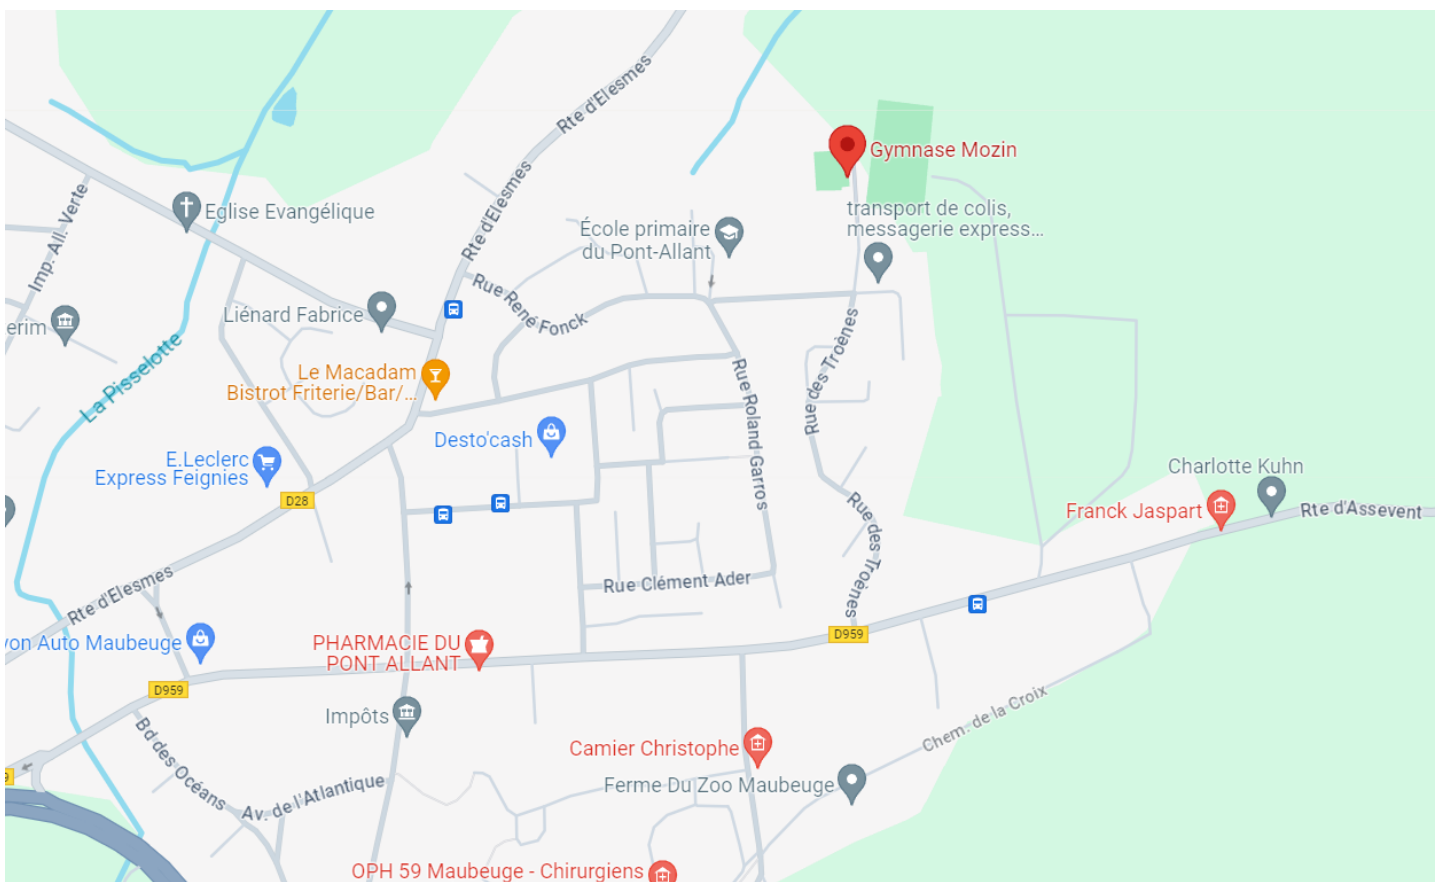 Rte d'Elesmes
Gymnase Mozin
Imp. All. Verte
Eglise Evangélique
Rte d'Elesmes
École primaire
du Pont-Allant
transport de colis,
messagerie express...
Rue René Fonck
Liénard Fabrice
erim
La Pisselotte
Le Macadam
Bistrot Friterie/Bar/...
Rue des Troènes
Rue Roland Garros
Desto'cash
E.Leclerc
Express Feignies
D28
Charlotte Kuhn
Franck Jaspart
Rte d'Assevent
Rue des Troènes
Rue Clément Ader
Rte d'Elesmes
yon Auto Maubeuge
PHARMACIE DU
PONT ALLANT
D959
D959
Impôts
Chem. de la Croix
Bd des Océans
Camier Christophe
Av. de l'Atlantique
Ferme Du Zoo Maubeuge
9
OPH 59 Maubeuge - Chirurgiens